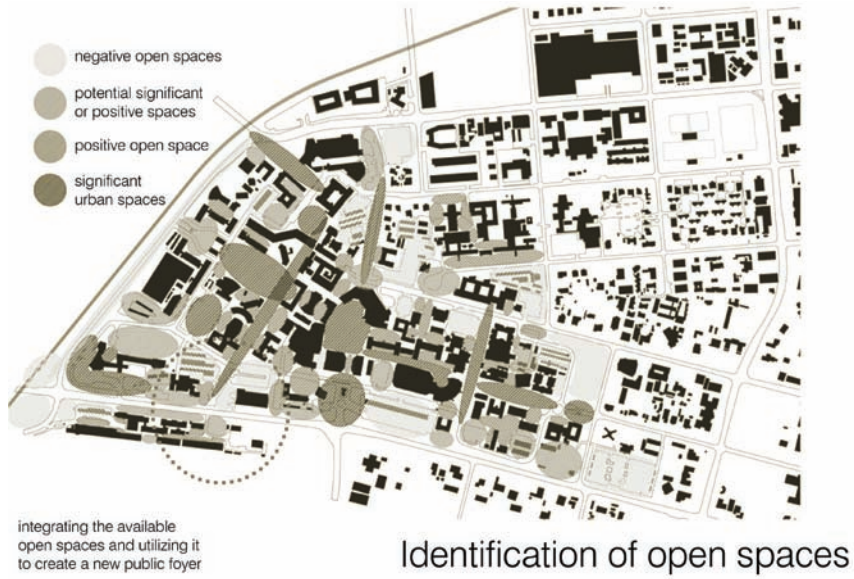 negative open spaces
potential significant
or positive spaces
positive open space
significant
urban spaces
integrating the available
open spaces and utilizing it
to create a new public foyer
Identification of open spaces